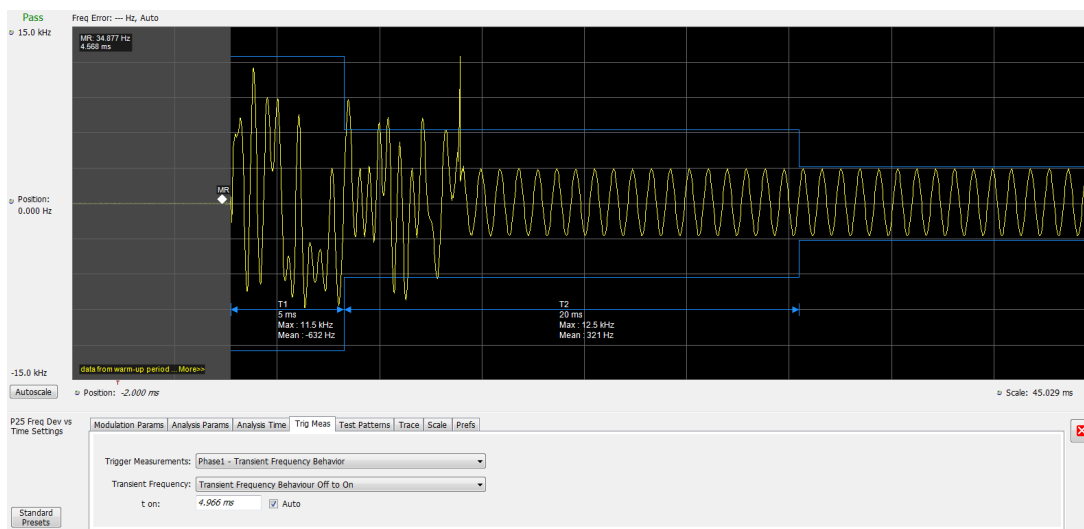 Pass
Freq Error: --- Hz, Auto
15.0 kHz
MR: 34.877 Hz
4.568 ms
MR
Position:
0.000 Hz
T1
5 ms
Max : 11.5 kHz
Mean : -632 Hz
T2
20 ms
Max : 12.5 kHz
Mean : 321 Hz
-15.0 kHz
data from warm-up period ... More>>
T
Autoscale
Position: -2.000 ms
Scale: 45.029 ms
P25 Freq Dev vs
Time Settings
Modulation Params Analysis Params Analysis Time Trig Meas Test Patterns Trace Scale Prefs
Trigger Measurements: Phase1 - Transient Frequency Behavior
Transient Frequency: Transient Frequency Behaviour Off to On
t on: 4.966 ms Auto
Standard
Presets